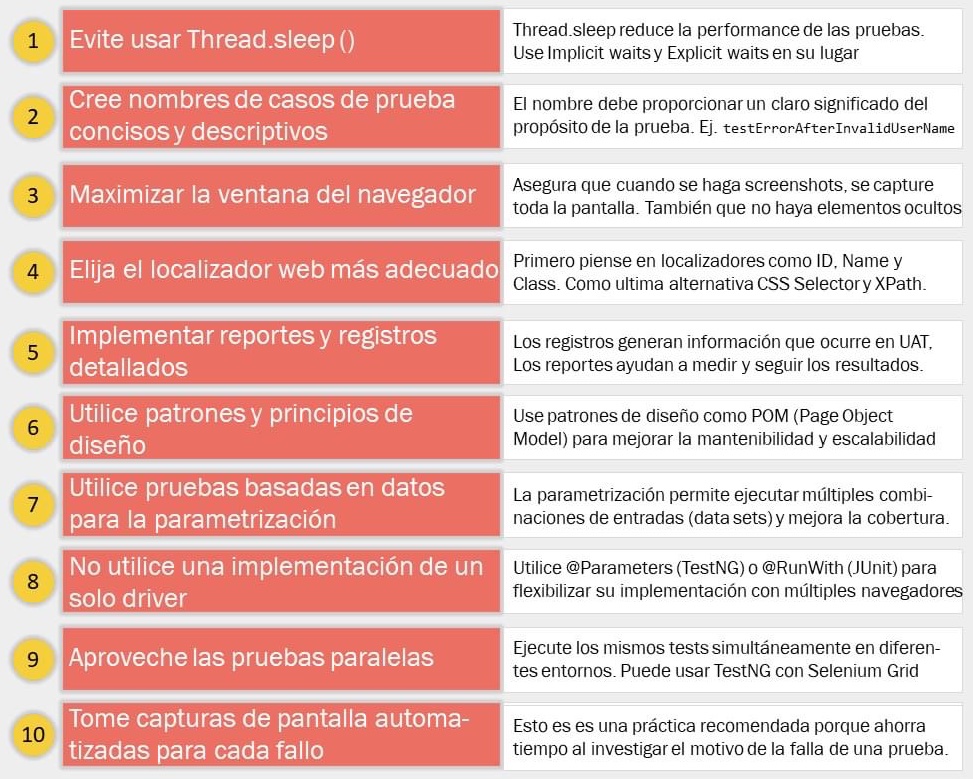 1
Evite usar Thread.sleep()
Thread.sleep reduce la performance de las pruebas.
Use Implicit waits y Explicit waits en su lugar
2
Cree nombres de casos de prueba
concisos y descriptivos
El nombre debe proporcionar un claro significado del
propósito de la prueba. Ej. testErrorAfterInvalidUserName
3
Maximizar la ventana del navegador
Asegura que cuando se haga screenshots, se capture
toda la pantalla. También que no haya elementos ocultos
4
Elija el localizador web más adecuado
Primero piense en localizadores como ID, Name y
Class. Como ultima alternativa CSS Selector y XPath.
5
Implementar reportes y registros
detallados
Los registros generan información que ocurre en UAT,
Los reportes ayudan a medir y seguir los resultados.
6
Utilice patrones y principios de
diseño
Use patrones de diseño como POM (Page Object
Model) para mejorar la mantenibilidad y escalabilidad
7
Utilice pruebas basadas en datos
para la parametrización
La parametrización permite ejecutar múltiples combi-
naciones de entradas (data sets) y mejora la cobertura.
8
No utilice una implementación de un
solo driver
Utilice @Parameters (TestNG) o @RunWith (JUnit) para
flexibilizar su implementación con múltiples navegadores
9
Aproveche las pruebas paralelas
Ejecute los mismos tests simultáneamente en diferen-
tes entornos. Puede usar TestNG con Selenium Grid
10
Tome capturas de pantalla automa-
tizadas para cada fallo
Esto es es una práctica recomendada porque ahorra
tiempo al investigar el motivo de la falla de una prueba.